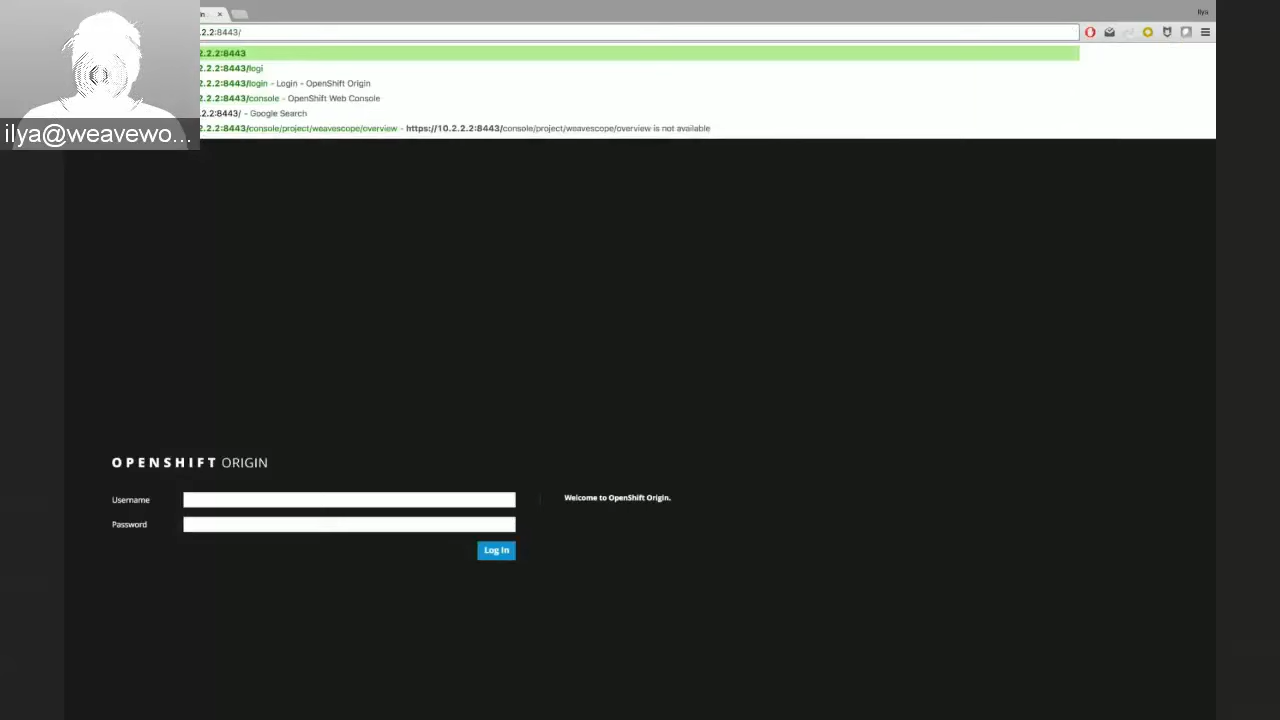 in
Ilya
.2.2:8443/
2.2.2:8443
2.2.2:8443/logi
2.2.2:8443/login - Login - OpenShift Origin
2.2.2:8443/console - OpenShift Web Console
.2.2:8443/ - Google Search
2.2.2:8443/console/project/weavescope/overview - https://10.2.2.2:8443/console/project/weavescope/overview is not available
ilya@weavewo...
OPENSHIFT ORIGIN
Username
Welcome to OpenShift Origin.
Password
Log In